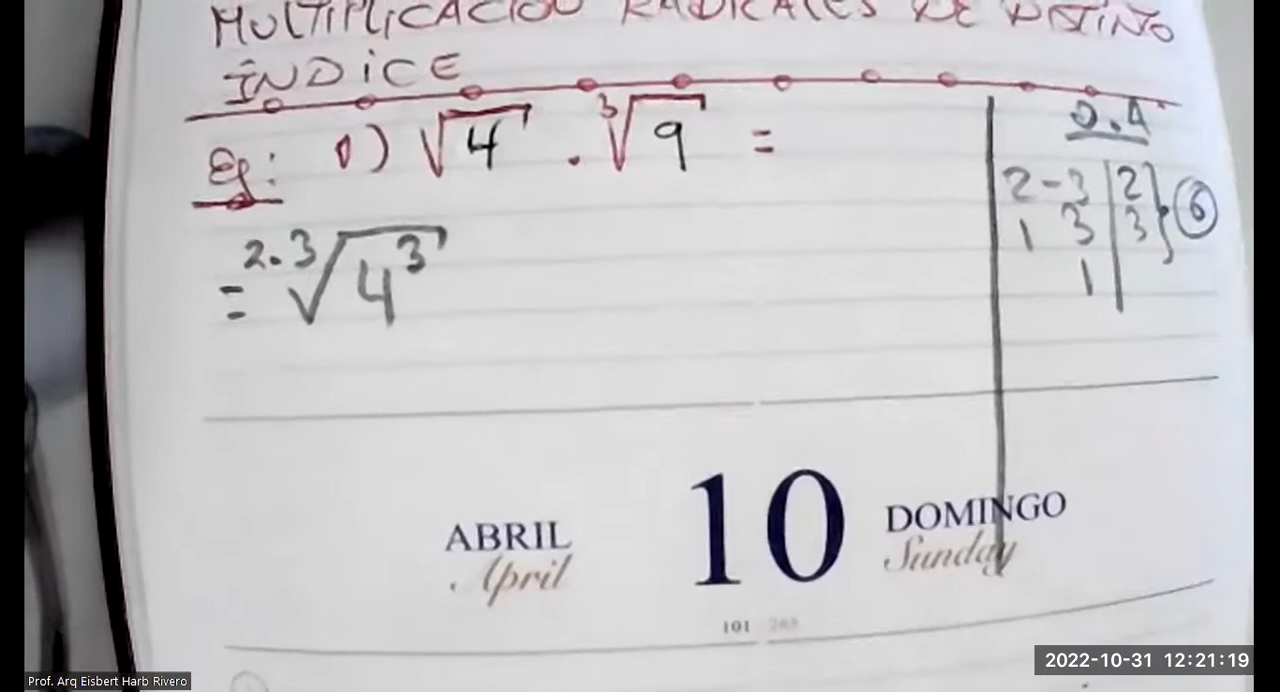 MULTIPLICACIÓN RADICALES DE DISTINTO
ÍNDICE
Ej: 1) √4 . ³√9 =
= ²·³√4³
2 - 3 | 2
1 3 | 3 } 6
1
ABRIL
April
10
DOMINGO
Sunday
101 265
2022-10-31 12:21:19
Prof. Arq Eisbert Harb Rivero